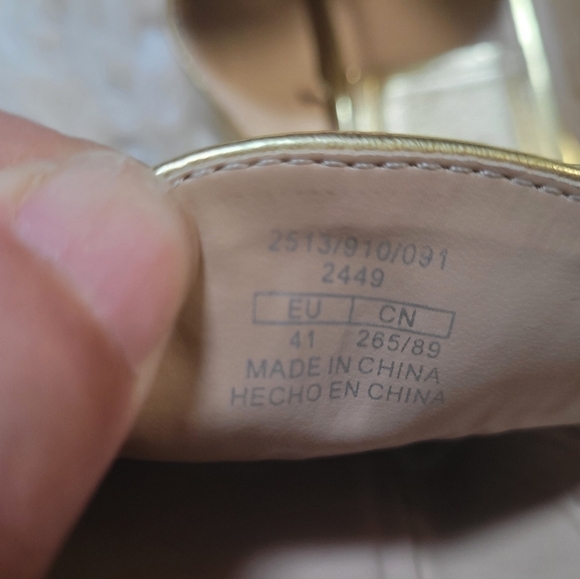 2513/910/091
2449
EU CN
41 265/89
MADE IN CHINA
HECHO EN CHINA